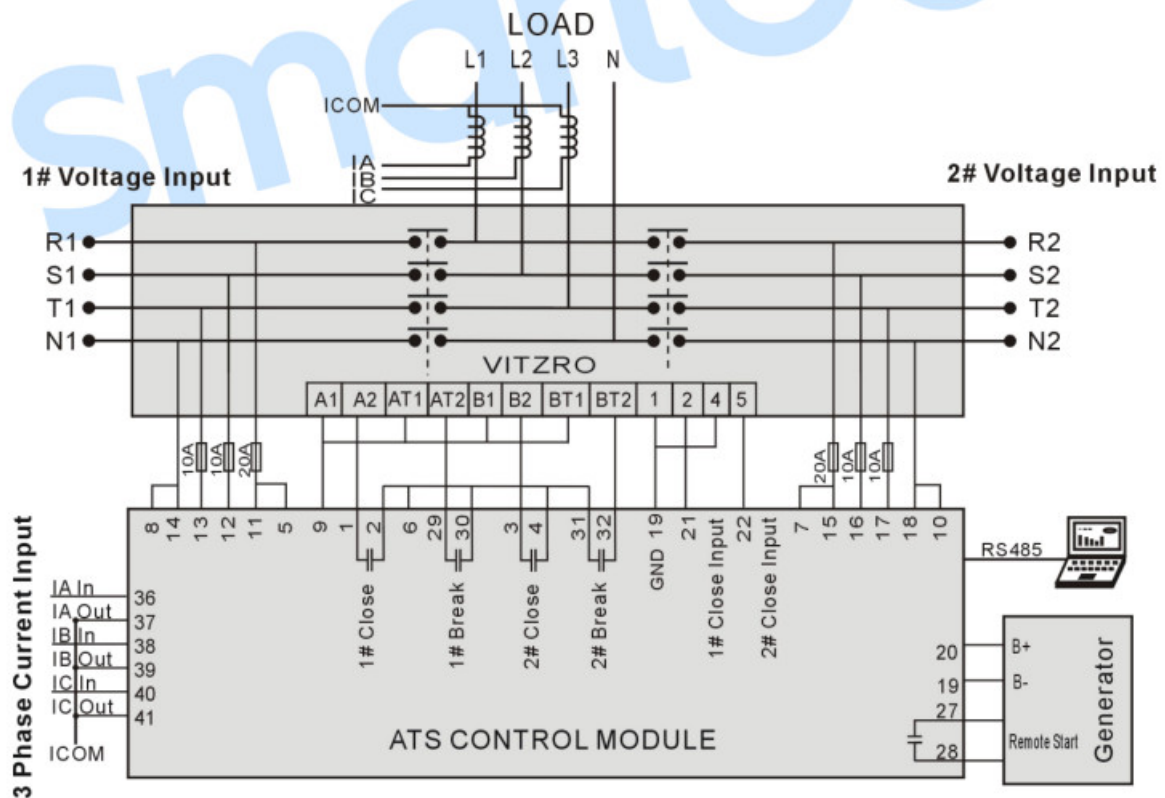 smart
LOAD
L1 L2 L3 N
ICOM
IA
IB
IC
1# Voltage Input
2# Voltage Input
R1
S1
T1
N1
R2
S2
T2
N2
VITZRO
A1 A2 AT1 AT2 B1 B2 BT1 BT2 1 2 4 5
10A 10A 20A
20A 10A 10A
8 14 13 12 11 5 9 1 2 6 29 30 3 4 31 32 GND 19 21 1# Close Input 22 2# Close Input 7 15 16 17 18 10
1# Close
1# Break
2# Close
2# Break
RS485
3 Phase Current Input
IA In 36
IA Out 37
IB In 38
IB Out 39
IC In 40
IC Out 41
ICOM
ATS CONTROL MODULE
20 B+
19 B-
27
Remote Start
28
Generator